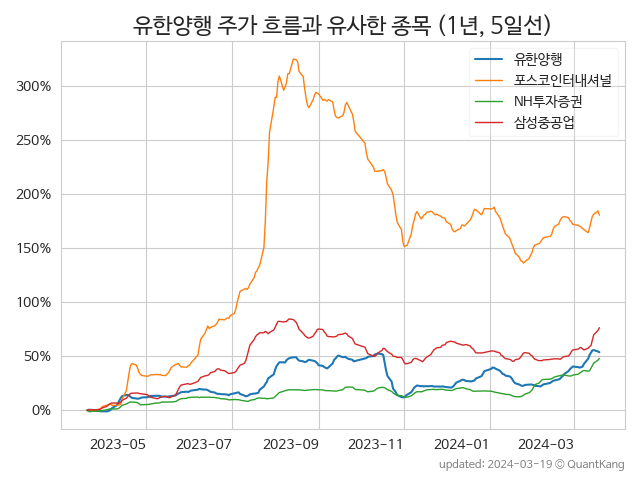 유한양행 주가 흐름과 유사한 종목 (1년, 5일선)
유한양행
포스코인터내셔널
NH투자증권
삼성중공업
300%
250%
200%
150%
100%
50%
0%
2023-05 2023-07 2023-09 2023-11 2024-01 2024-03
updated: 2024-03-19 © QuantKang